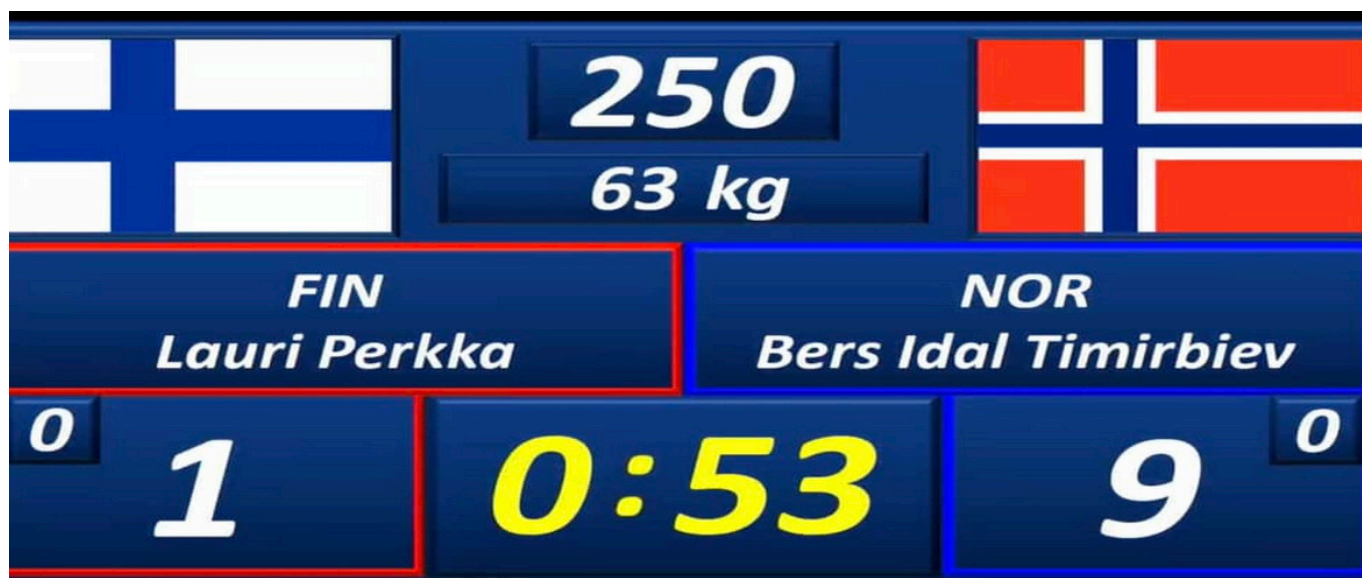 250
63 kg
FIN
Lauri Perkka
NOR
Bers Idal Timirbiev
0
1
0:53
9
0